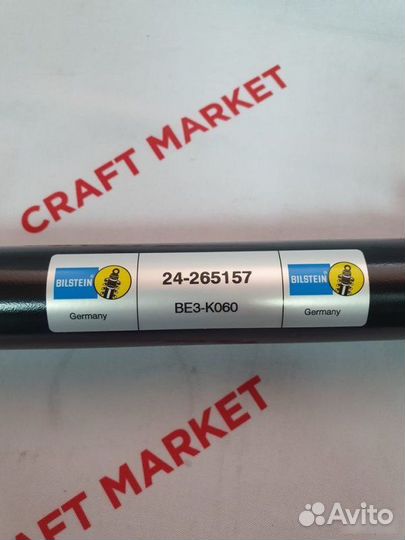 CRAFT MARKET
BILSTEIN
Germany
24-265157
BE3-K060
BILSTEIN
Germany
CRAFT MARKET
Avito